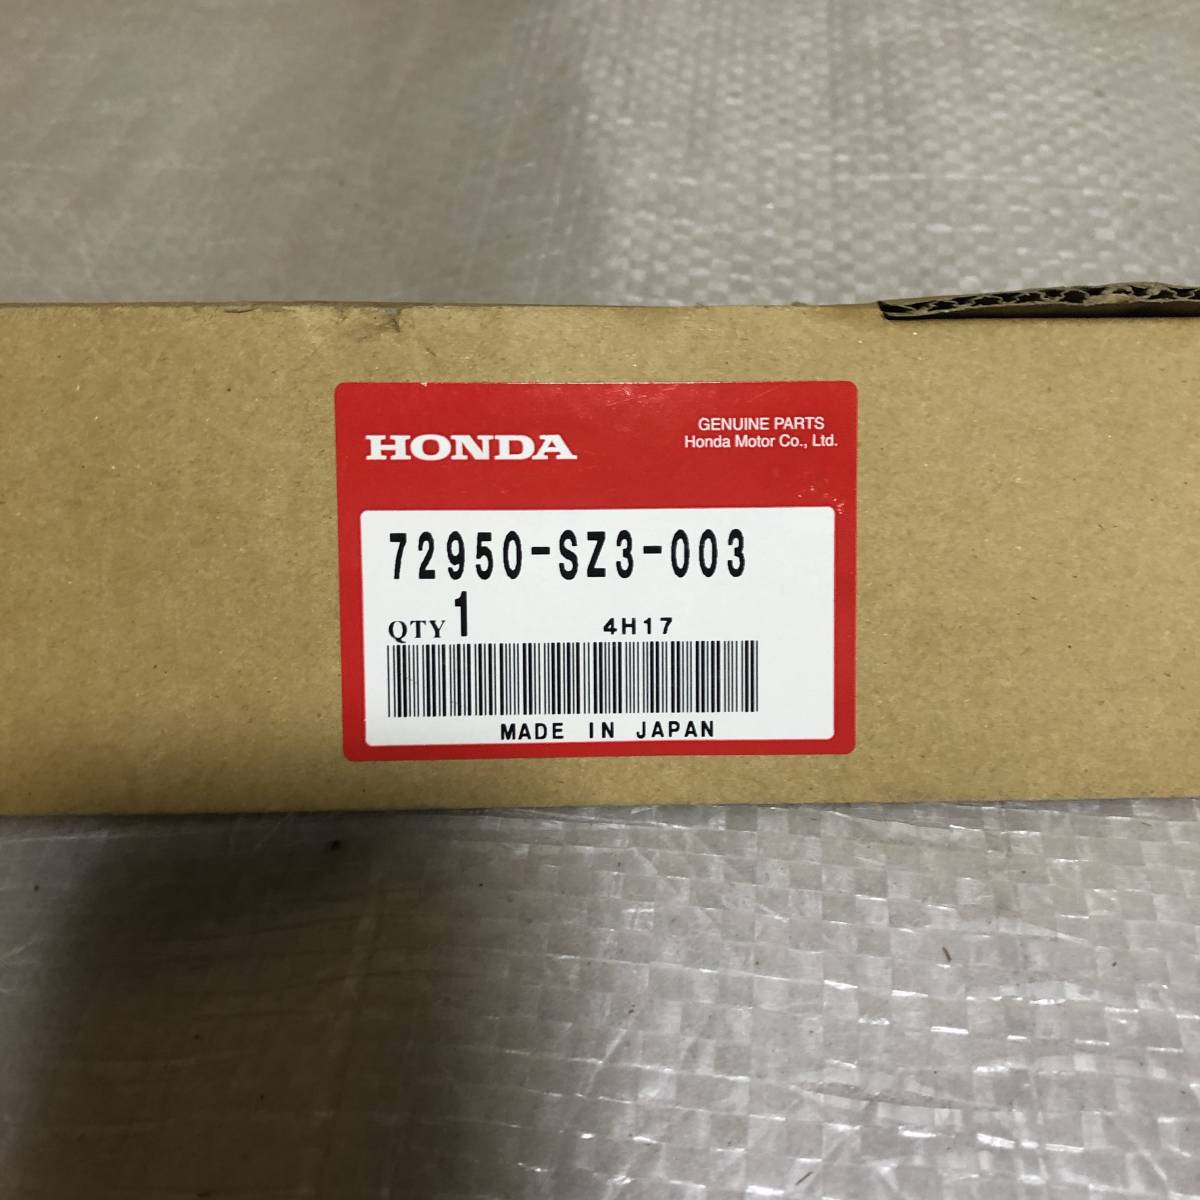 HONDA
GENUINE PARTS
Honda Motor Co., Ltd.
72950-SZ3-003
QTY 1 4H17
MADE IN JAPAN